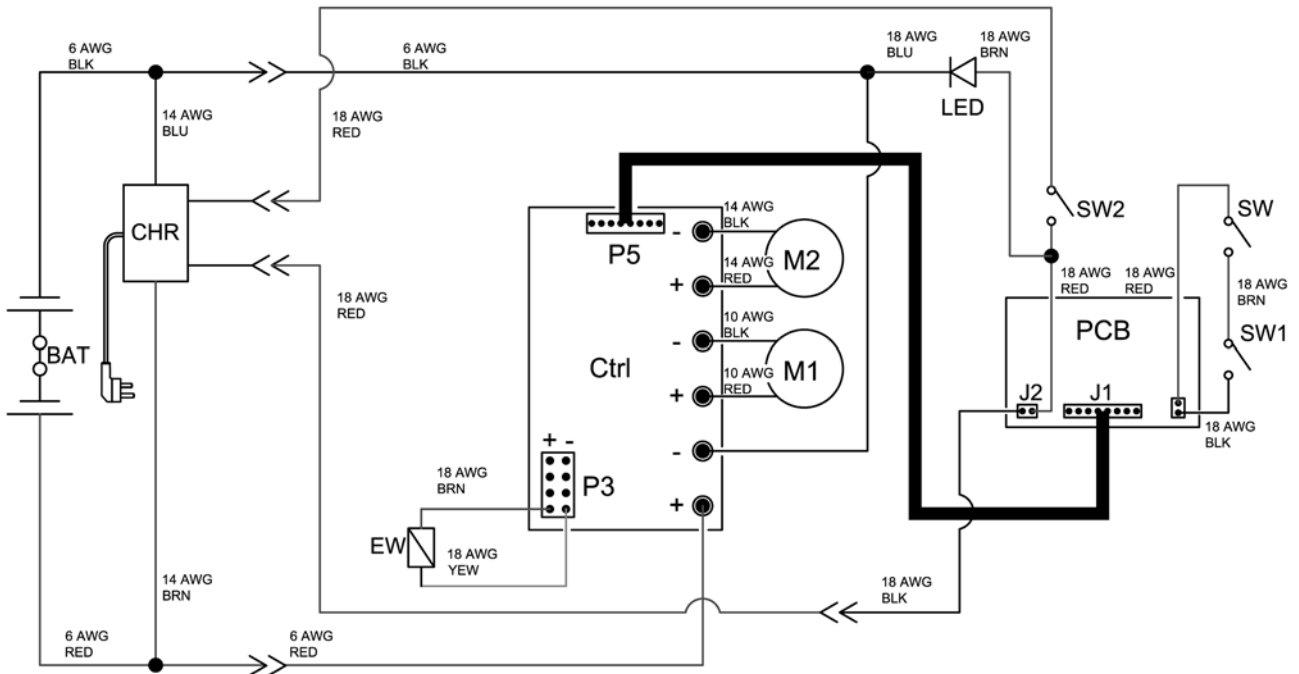 6 AWG
BLK
6 AWG
BLK
18 AWG
BLU
18 AWG
BRN
LED
14 AWG
BLU
18 AWG
RED
CHR
18 AWG
RED
BAT
14 AWG
BRN
6 AWG
RED
6 AWG
RED
P5
-
14 AWG
BLK
M2
+
14 AWG
RED
-
10 AWG
BLK
M1
Ctrl
+
10 AWG
RED
-
+
+ -
P3
18 AWG
BRN
EW
18 AWG
YEW
SW2
SW
18 AWG
RED
18 AWG
RED
18 AWG
BRN
PCB
SW1
J2
J1
18 AWG
BLK
18 AWG
BLK